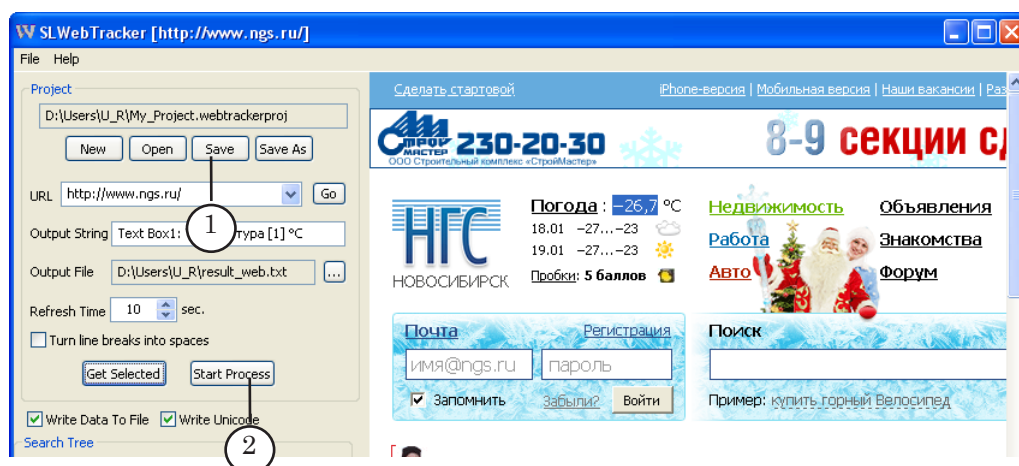 SLWebTracker [http://www.ngs.ru/]
File Help
Project
D:\Users\U_R\My_Project.webtrackerproj
New Open Save Save As
URL http://www.ngs.ru/ Go
1
Output String Text Box1: тура [1] °C
Output File D:\Users\U_R\result_web.txt ...
Refresh Time 10 sec.
Turn line breaks into spaces
Get Selected Start Process
Write Data To File Write Unicode
2
Search Tree
Сделать стартовой iPhone-версия | Мобильная версия | Наши вакансии | Раз
СТРОЙ МАСТЕР 230-20-30 8-9 секции сд
ООО Строительный комплекс «СтройМастер»
НГС
НОВОСИБИРСК
Погода : −26,7 °C
18.01 −27...−23
19.01 −27...−23
Пробки: 5 баллов
Недвижимость Объявления
Работа Знакомства
Авто Форум
Почта Регистрация
имя@ngs.ru пароль
Запомнить Забыли? Войти
Поиск
Пример: купить горный Велосипед